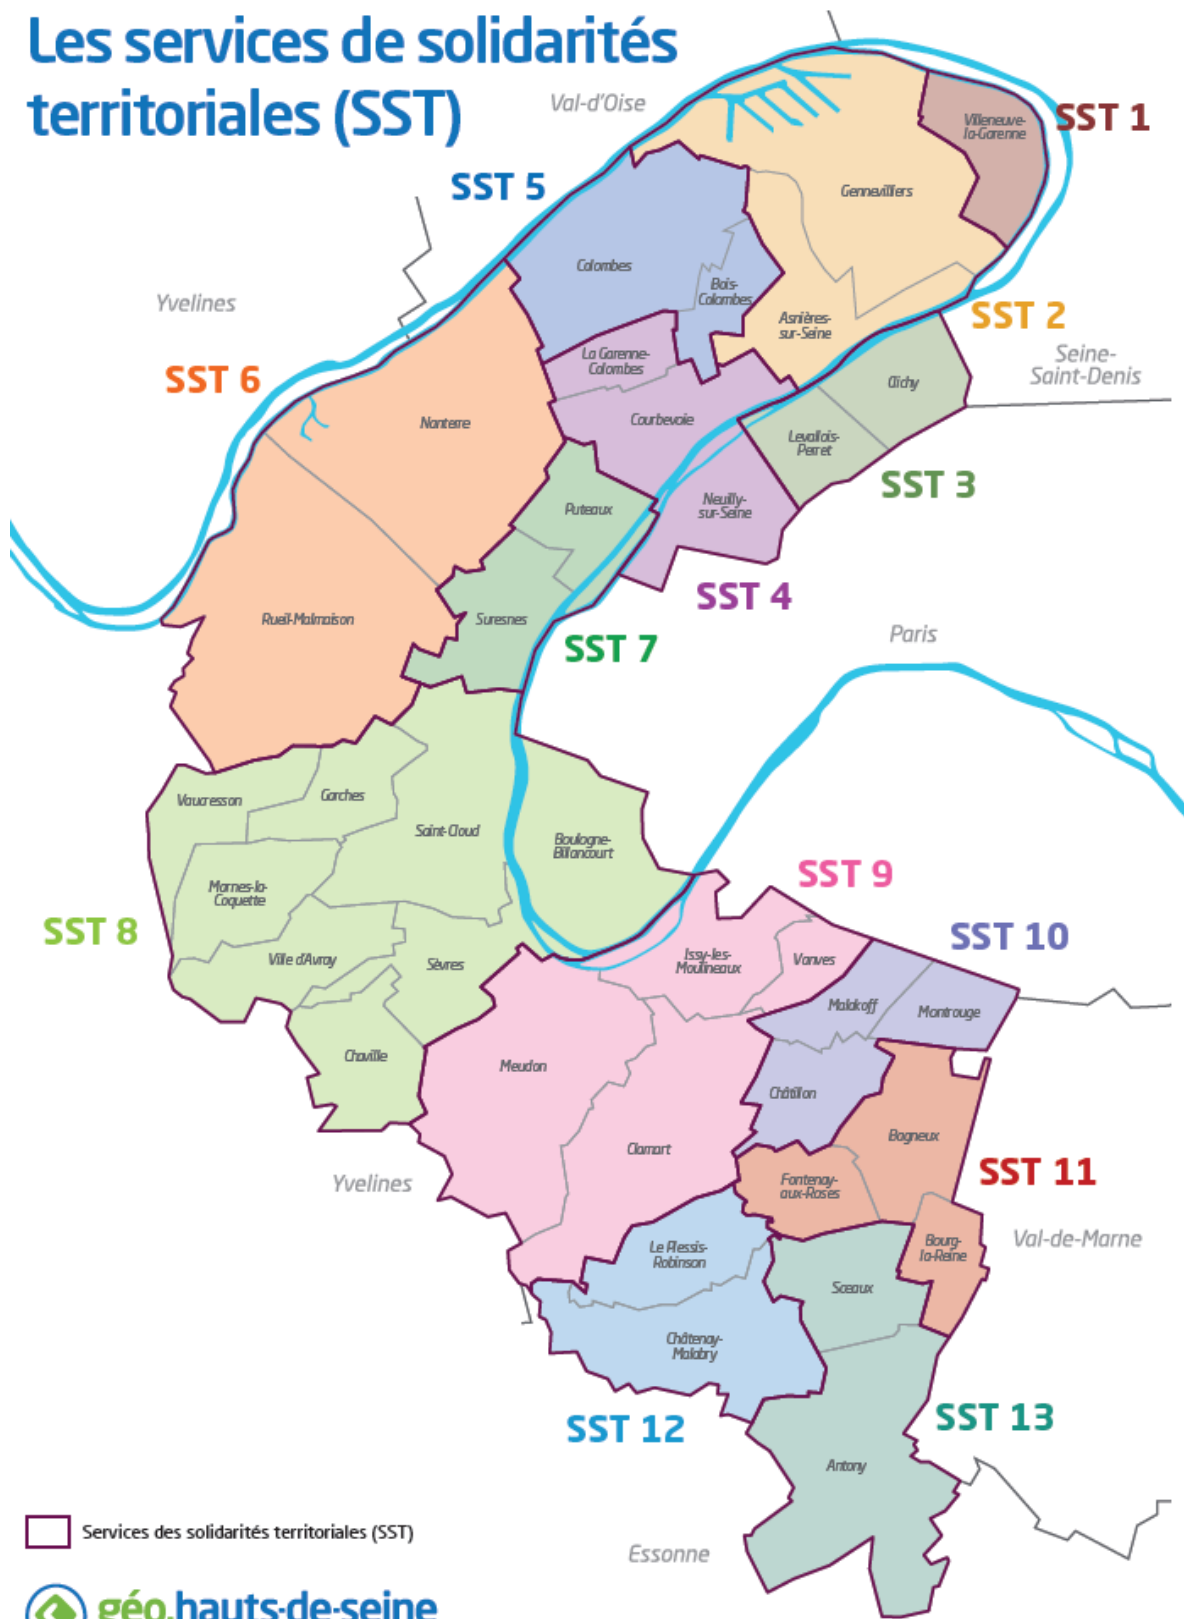 Les services de solidarités
territoriales (SST)
Val-d'Oise
SST 1
Villeneuve-
la-Garenne
SST 5
Gennevilliers
Colombes
Bois-
Colombes
Yvelines
Asnières-
sur-Seine
SST 2
Seine-
Saint-Denis
SST 6
La Garenne-
Colombes
Clichy
Nanterre
Courbevoie
Levallois-
Perret
SST 3
Puteaux
Neuilly-
sur-Seine
SST 4
Rueil-Malmaison
Suresnes
SST 7
Paris
Vaucresson
Garches
Saint-Cloud
Boulogne-
Billancourt
SST 9
Marnes-la-
Coquette
SST 8
SST 10
Ville d'Avray
Sèvres
Issy-les-
Moulineaux
Vanves
Malakoff
Montrouge
Chaville
Meudon
Châtillon
Clamart
Bagneux
Yvelines
Fontenay-
aux-Roses
SST 11
Le Plessis-
Robinson
Bourg-
la-Reine
Val-de-Marne
Sceaux
Châtenay-
Malabry
SST 12
SST 13
Antony
Services des solidarités territoriales (SST)
Essonne
géo.hauts-de-seine